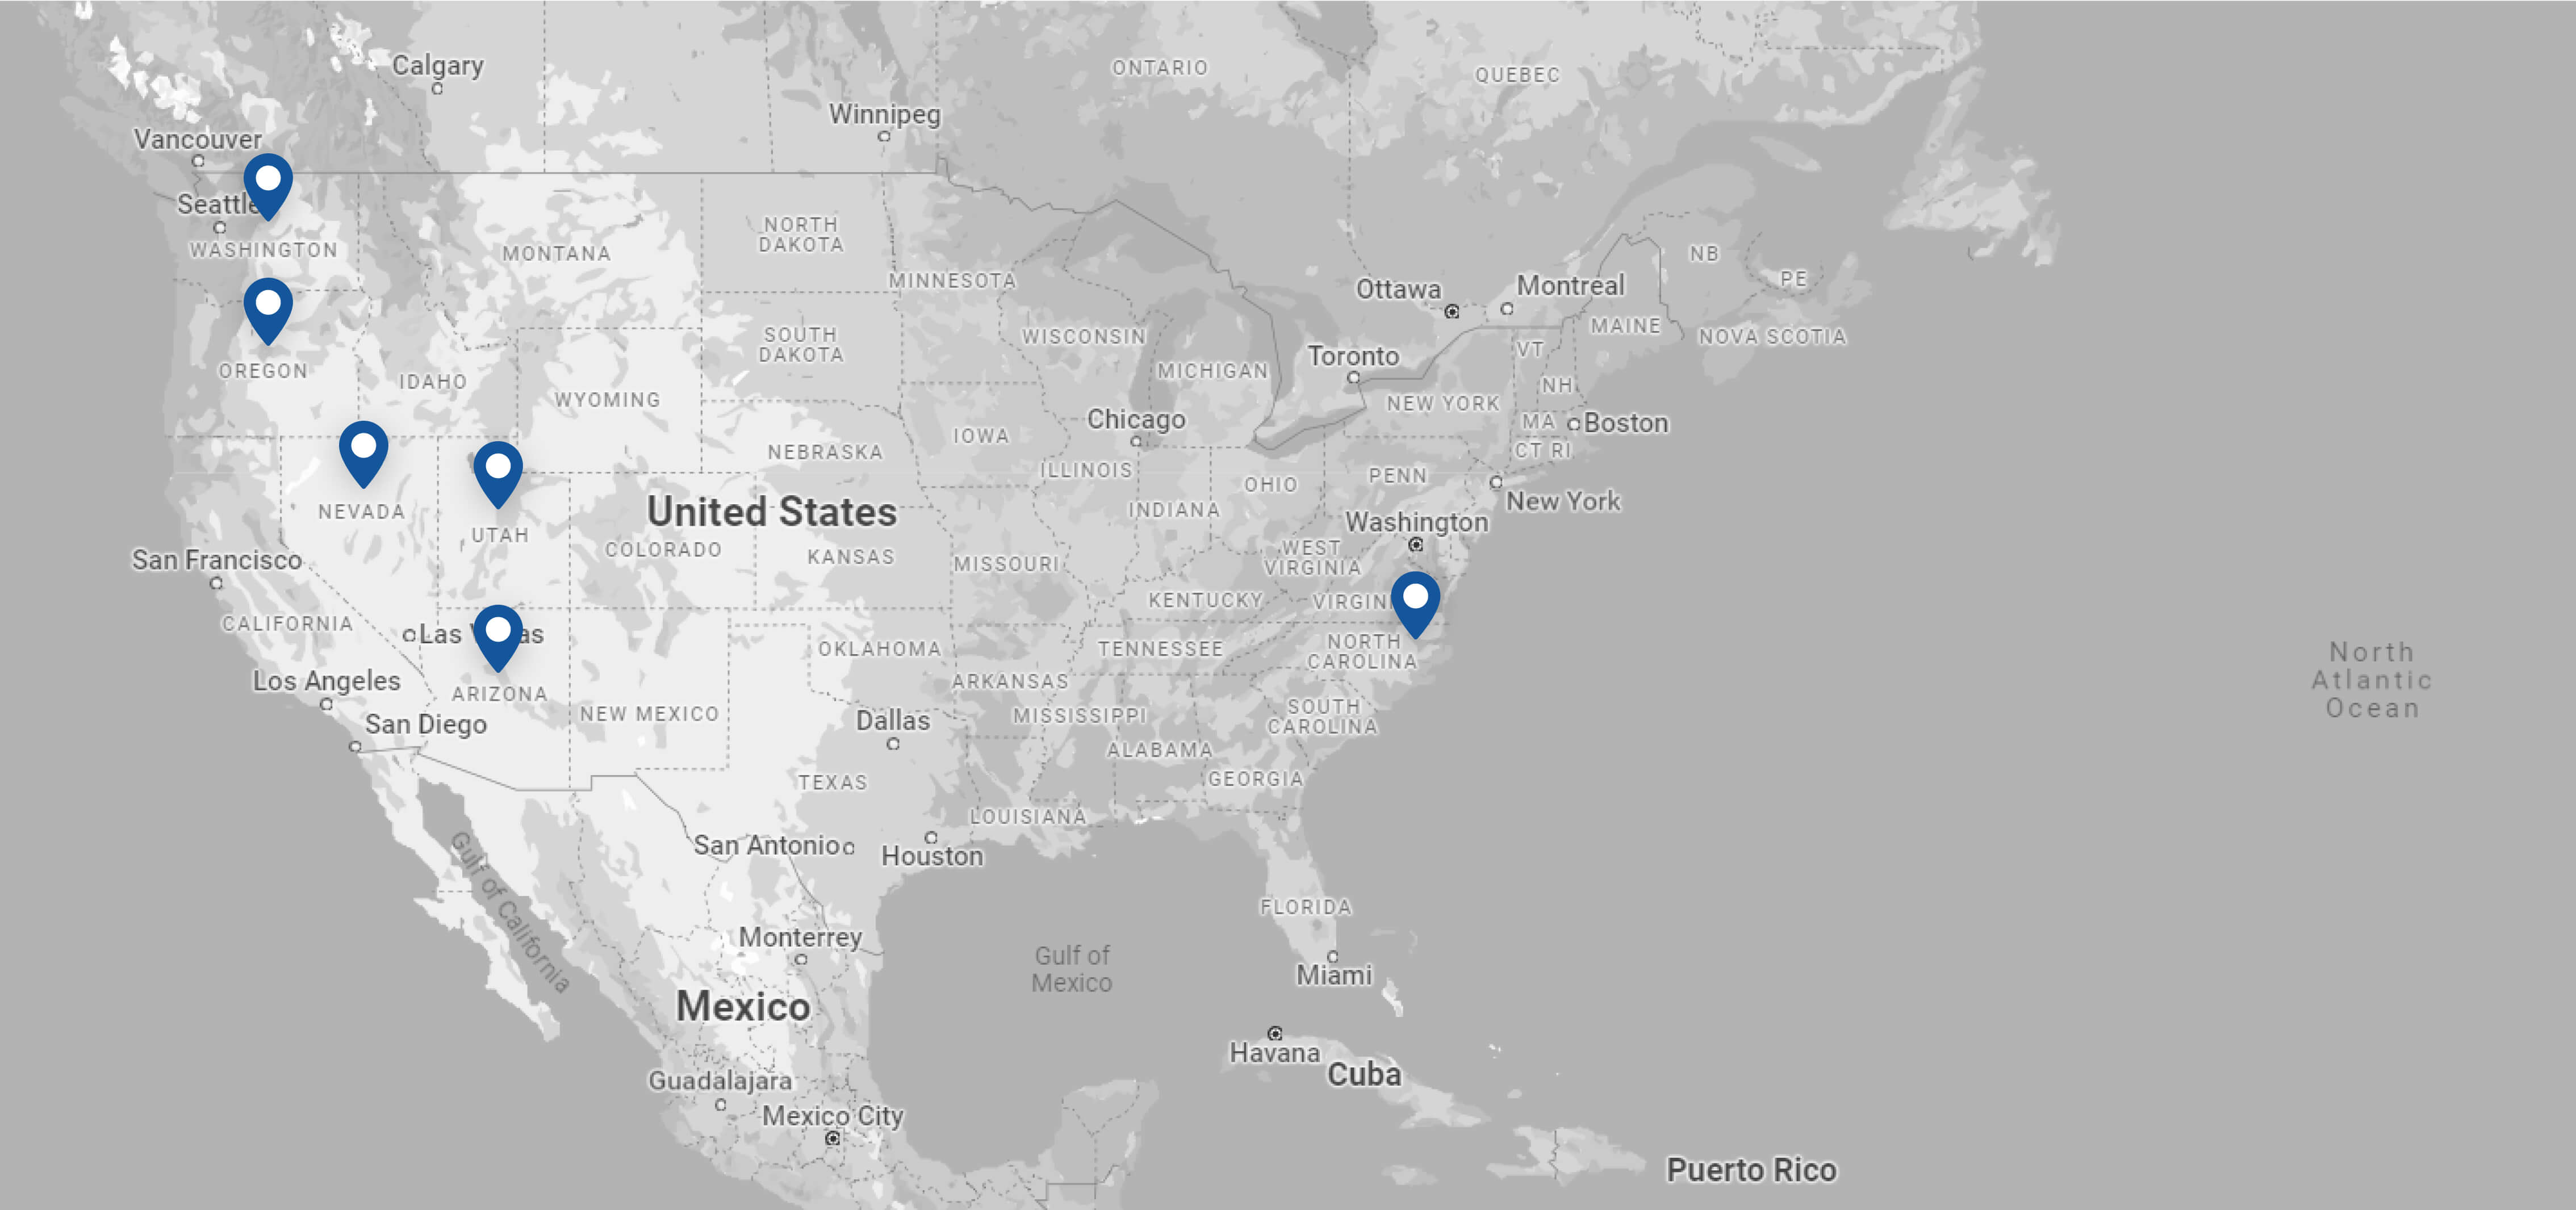 Calgary
ONTARIO
QUEBEC
Winnipeg
Vancouver
Seattle
WASHINGTON
MONTANA
NORTH
DAKOTA
MINNESOTA
NB
PE
Ottawa
Montreal
MAINE
NOVA SCOTIA
OREGON
IDAHO
WYOMING
SOUTH
DAKOTA
WISCONSIN
MICHIGAN
Toronto
VT
NH
NEW YORK
MA
Boston
CT RI
Chicago
IOWA
NEBRASKA
ILLINOIS
INDIANA
OHIO
PENN
New York
NEVADA
UTAH
United States
COLORADO
KANSAS
MISSOURI
WEST
VIRGINIA
Washington
San Francisco
CALIFORNIA
Las
as
KENTUCKY
VIRGIN
OKLAHOMA
TENNESSEE
NORTH
CAROLINA
North
Atlantic
Ocean
Los Angeles
ARIZONA
NEW MEXICO
ARKANSAS
San Diego
Dallas
MISSISSIPPI
SOUTH
CAROLINA
ALABAMA
TEXAS
GEORGIA
LOUISIANA
San Antonio
Houston
Gulf of California
FLORIDA
Monterrey
Gulf of
Mexico
Miami
Mexico
Havana
Cuba
Guadalajara
Mexico City
Puerto Rico